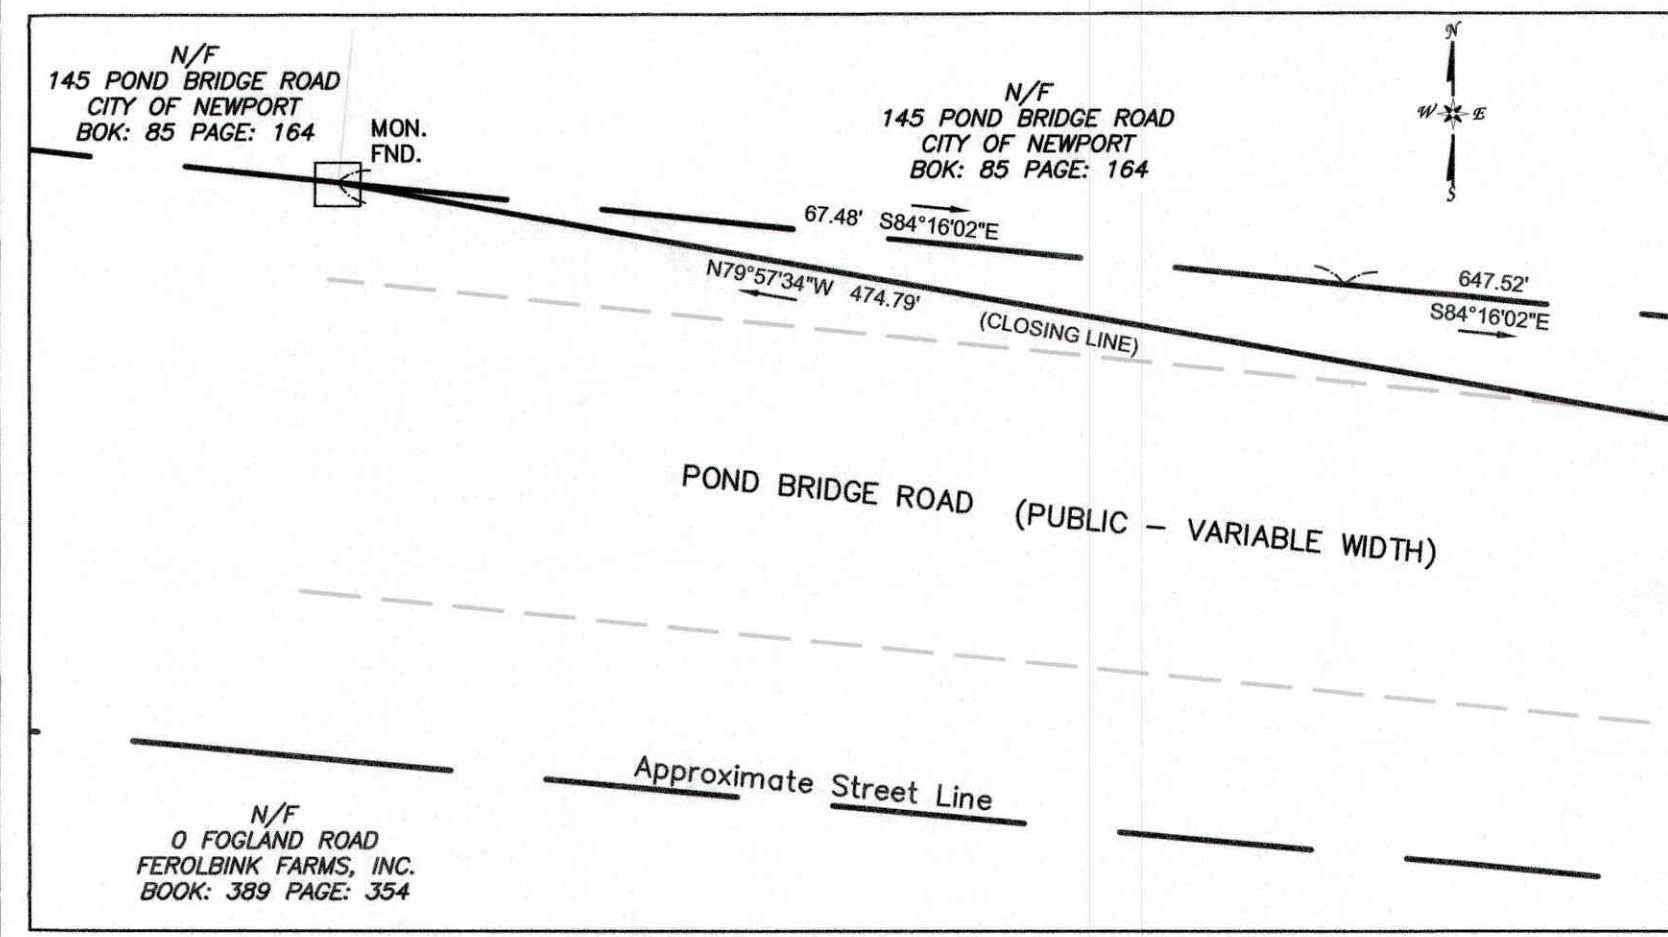 N/F
145 POND BRIDGE ROAD
CITY OF NEWPORT
BOK: 85 PAGE: 164
MON.
FND.
N/F
145 POND BRIDGE ROAD
CITY OF NEWPORT
BOK: 85 PAGE: 164
N
W E
S
67.48' S84°16'02"E
N79°57'34"W 474.79'
(CLOSING LINE)
647.52'
S84°16'02"E
POND BRIDGE ROAD (PUBLIC – VARIABLE WIDTH)
Approximate Street Line
N/F
0 FOGLAND ROAD
FEROLBINK FARMS, INC.
BOOK: 389 PAGE: 354